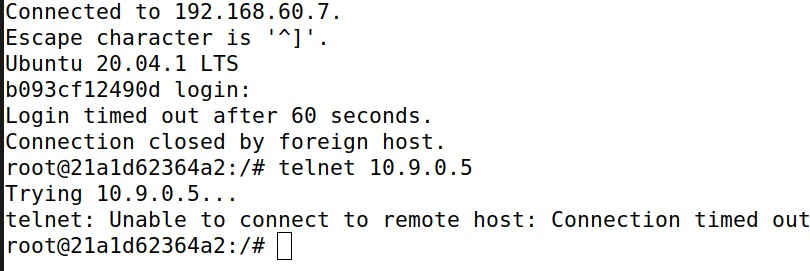 Connected to 192.168.60.7.
Escape character is '^]'.
Ubuntu 20.04.1 LTS
b093cf12490d login:
Login timed out after 60 seconds.
Connection closed by foreign host.
root@21a1d62364a2:/# telnet 10.9.0.5
Trying 10.9.0.5...
telnet: Unable to connect to remote host: Connection timed out
root@21a1d62364a2:/#